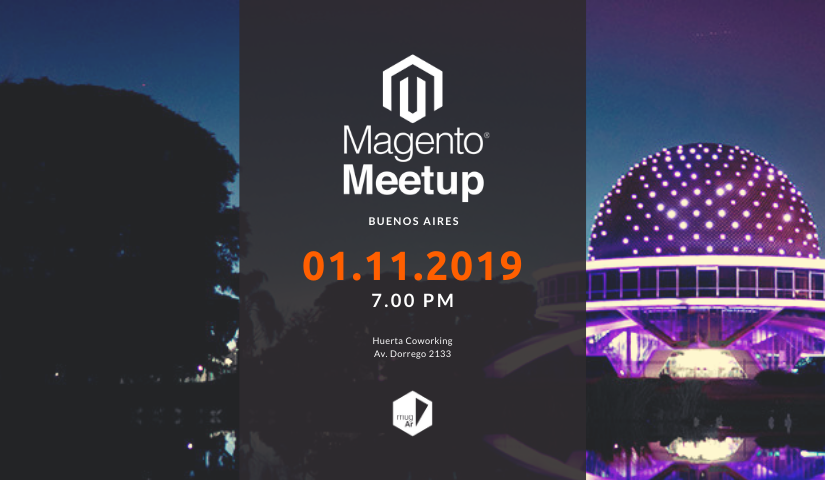 Magento®
Meetup
BUENOS AIRES
01.11.2019
7.00 PM
Huerta Coworking
Av. Dorrego 2133
mug
Ar